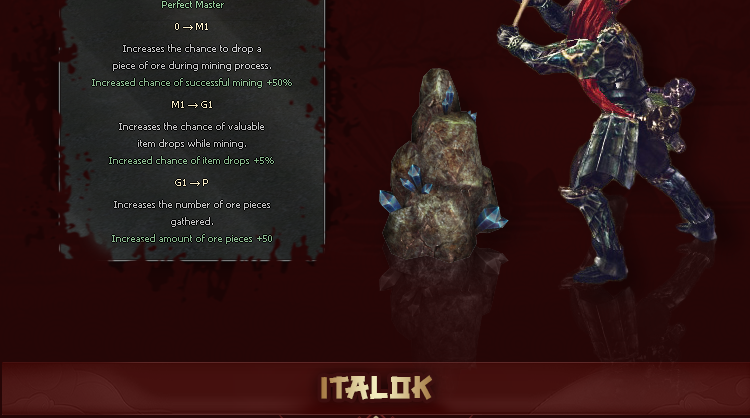 Perfect Master
0 → M1
Increases the chance to drop a
piece of ore during mining process.
Increased chance of successful mining +50%
M1 → G1
Increases the chance of valuable
item drops while mining.
Increased chance of item drops +5%
G1 → P
Increases the number of ore pieces
gathered.
Increased amount of ore pieces +50
ITALOK